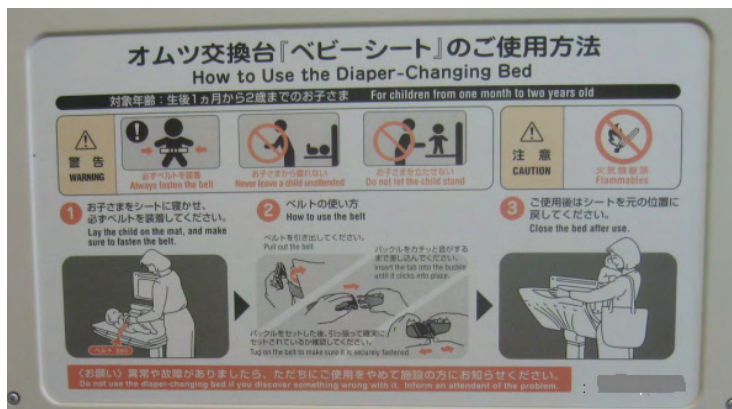 オムツ交換台『ベビーシート』のご使用方法
How to Use the Diaper-Changing Bed
対象年齢：生後1ヵ月から2歳までのお子さま For children from one month to two years old
警告
WARNING
必ずベルトを装着
Always fasten the belt
お子さまから離れない
Never leave a child unattended
お子さまを立たせない
Do not let the child stand
注意
CAUTION
火気類厳禁
Flammables
1 お子さまをシートに寝かせ、
必ずベルトを装着してください。
Lay the child on the mat, and make
sure to fasten the belt.
ベルト Belt
2 ベルトの使い方
How to use the belt
ベルトを引き出してください。
Pull out the belt
バックルをカチッと音がする
まで差し込んでください。
Insert the tab into the buckle
until it clicks into place.
バックルをセットした後、引っ張って確実に
セットされているか確認してください。
Tug on the belt to make sure it is securely fastened
3 ご使用後はシートを元の位置に
戻してください。
Close the bed after use.
〈お願い〉異常や故障がありましたら、ただちにご使用をやめて施設の方にお知らせください。
Do not use the diaper-changing bed if you discover something wrong with it. Inform an attendant of the problem.